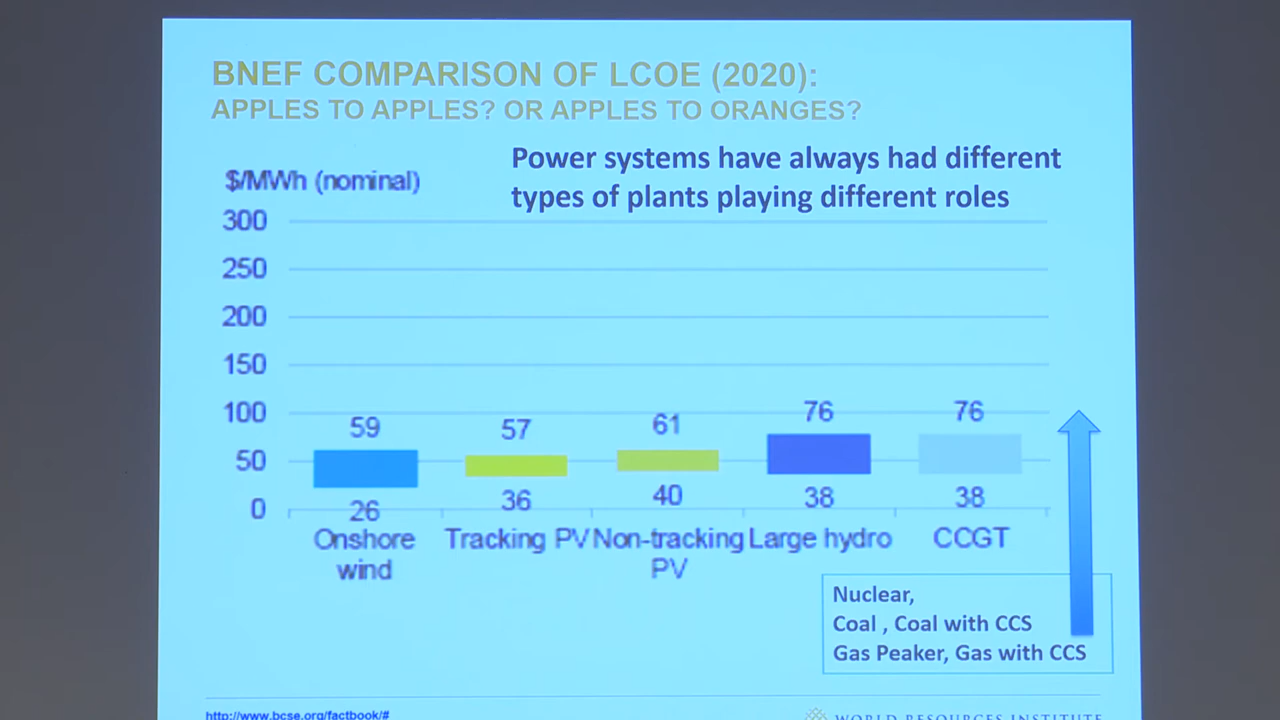 BNEF COMPARISON OF LCOE (2020):
APPLES TO APPLES? OR APPLES TO ORANGES?
Power systems have always had different
types of plants playing different roles
$/MWh (nominal)
300
250
200
150
100
50
0
59
57
61
76
76
26
36
40
38
38
Onshore
wind
Tracking PV
Non-tracking
PV
Large hydro
CCGT
Nuclear,
Coal , Coal with CCS
Gas Peaker, Gas with CCS
http://www.bcse.org/factbook/#
WORLD RESOURCES INSTITUTE